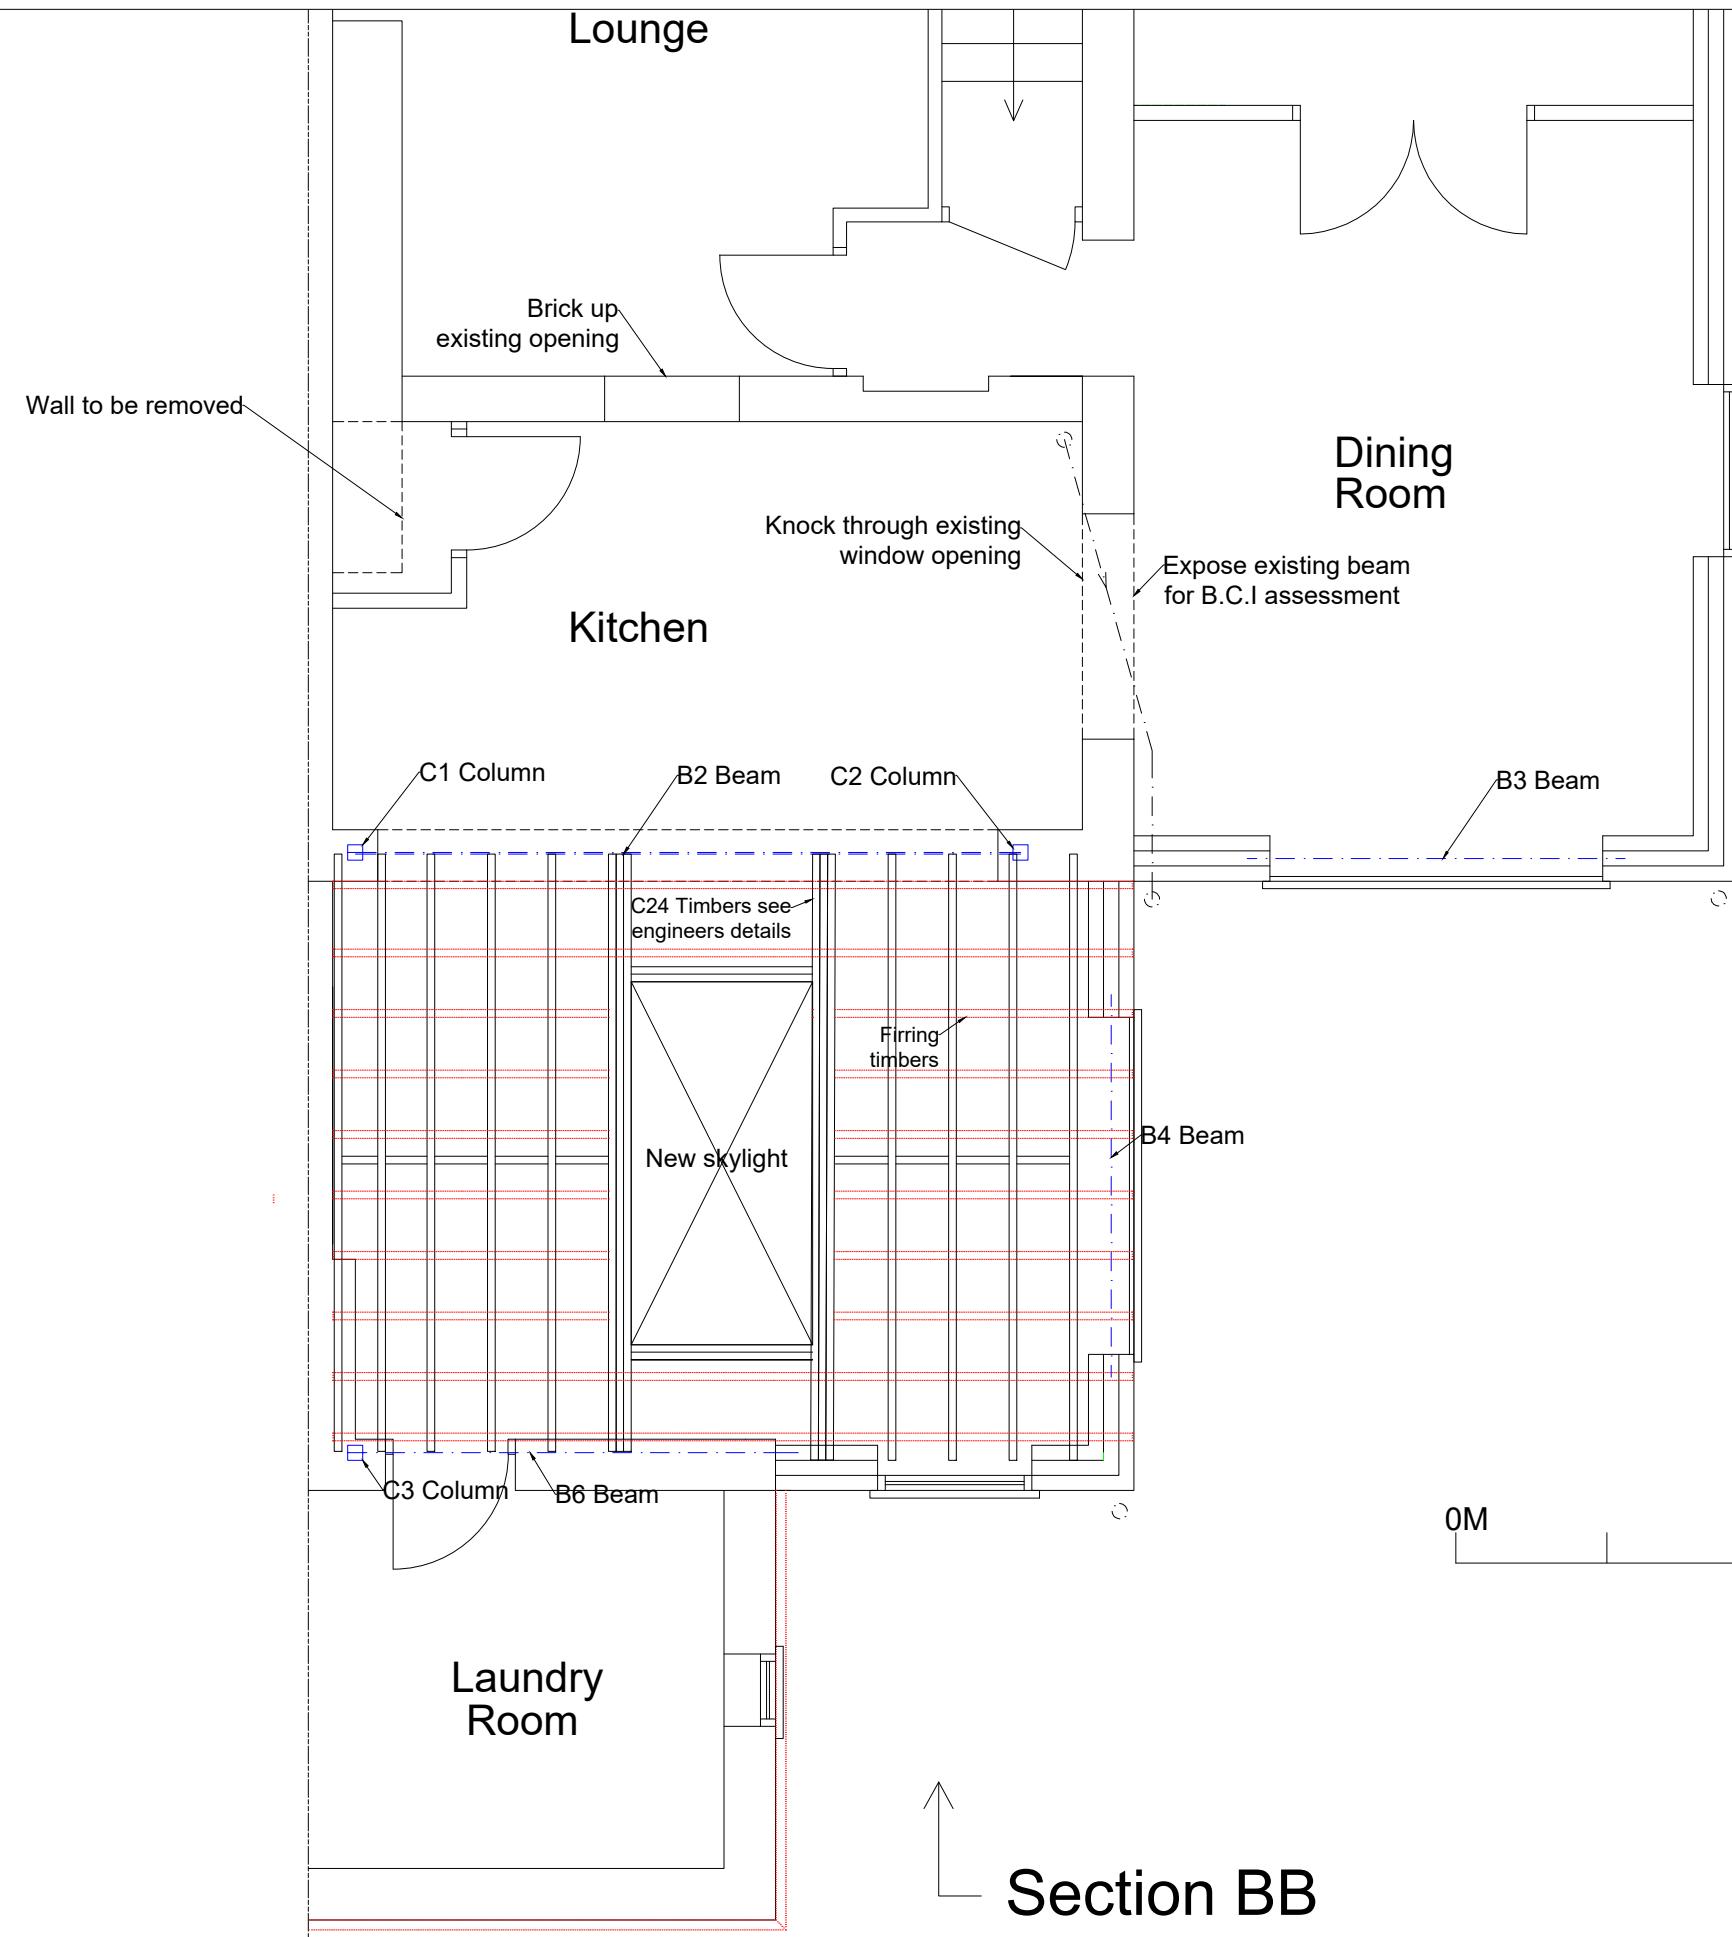 Lounge
Brick up
existing opening
Wall to be removed
Dining
Room
Knock through existing
window opening
Expose existing beam
for B.C.I assessment
Kitchen
C1 Column
B2 Beam
C2 Column
B3 Beam
C24 Timbers see
engineers details
Firring
timbers
New skylight
B4 Beam
C3 Column
B6 Beam
0M
Laundry
Room
Section BB